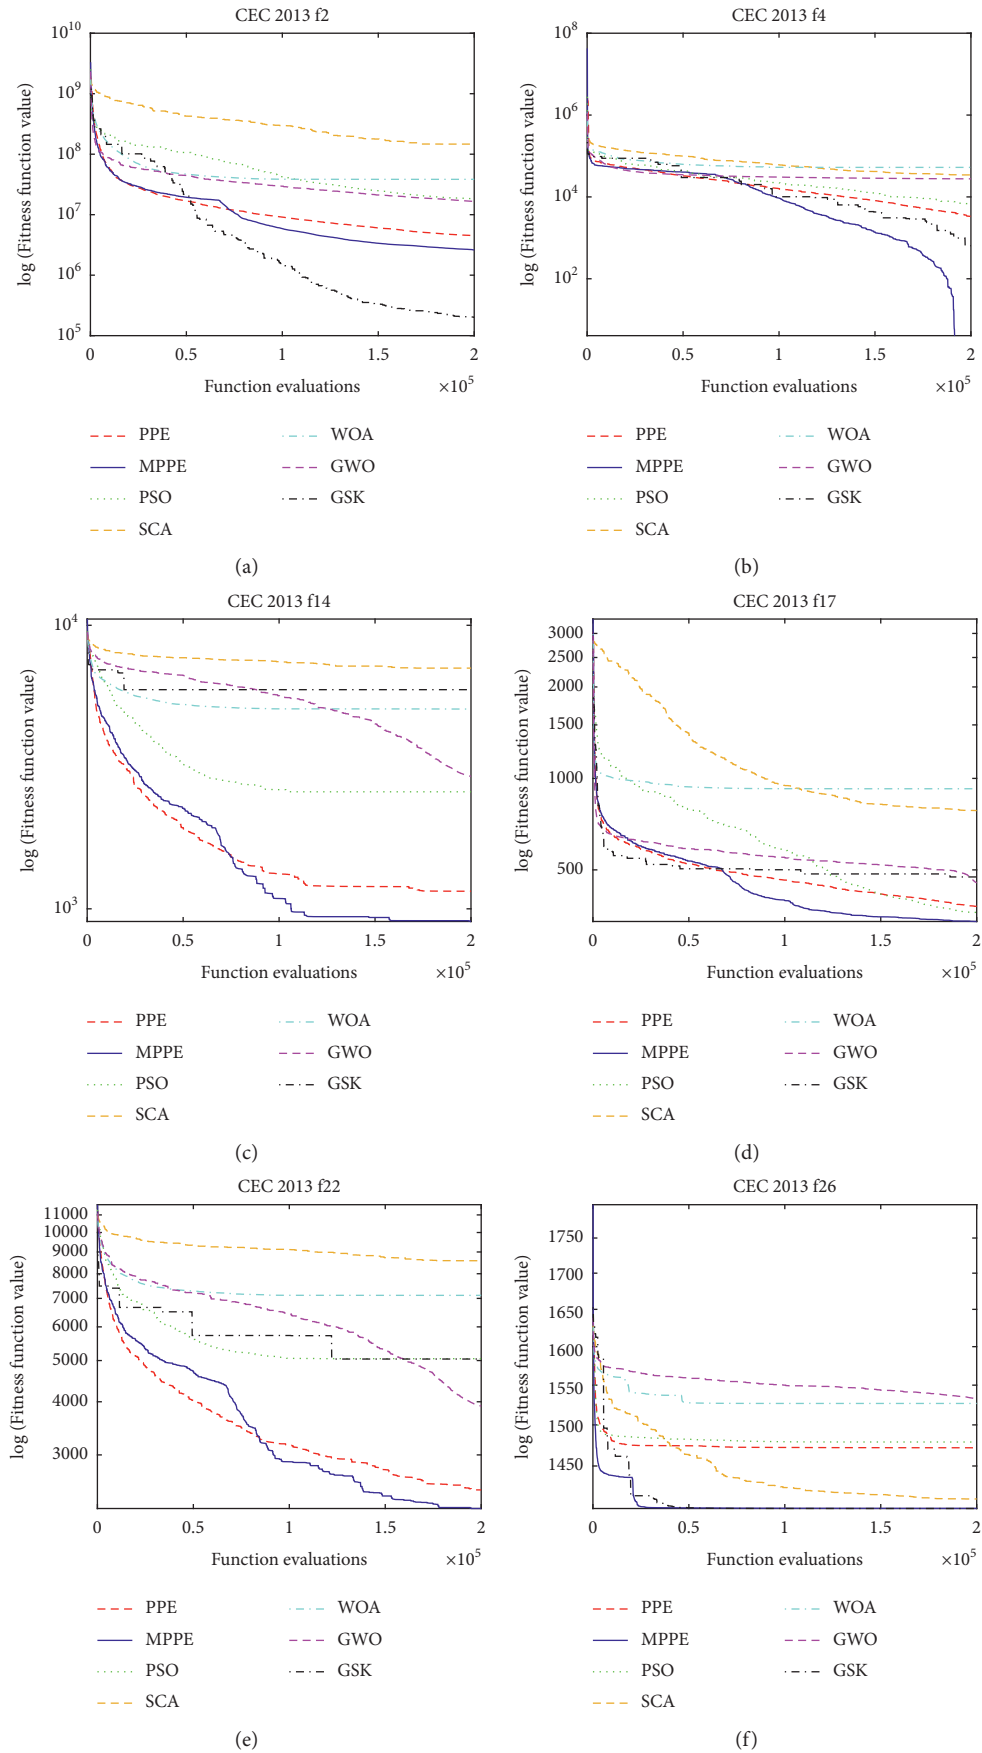 CEC 2013 f2
log (Fitness function value)
10^10
10^9
10^8
10^7
10^6
10^5
0
0.5
1
1.5
2
Function evaluations
×10^5
PPE
MPPE
PSO
SCA
WOA
GWO
GSK
(a)
CEC 2013 f4
log (Fitness function value)
10^8
10^6
10^4
10^2
0
0.5
1
1.5
2
Function evaluations
×10^5
PPE
MPPE
PSO
SCA
WOA
GWO
GSK
(b)
CEC 2013 f14
log (Fitness function value)
10^4
10^3
0
0.5
1
1.5
2
Function evaluations
×10^5
PPE
MPPE
PSO
SCA
WOA
GWO
GSK
(c)
CEC 2013 f17
log (Fitness function value)
3000
2500
2000
1500
1000
500
0
0.5
1
1.5
2
Function evaluations
×10^5
PPE
MPPE
PSO
SCA
WOA
GWO
GSK
(d)
CEC 2013 f22
log (Fitness function value)
11000
10000
9000
8000
7000
6000
5000
4000
3000
0
0.5
1
1.5
2
Function evaluations
×10^5
PPE
MPPE
PSO
SCA
WOA
GWO
GSK
(e)
CEC 2013 f26
log (Fitness function value)
1750
1700
1650
1600
1550
1500
1450
0
0.5
1
1.5
2
Function evaluations
×10^5
PPE
MPPE
PSO
SCA
WOA
GWO
GSK
(f)